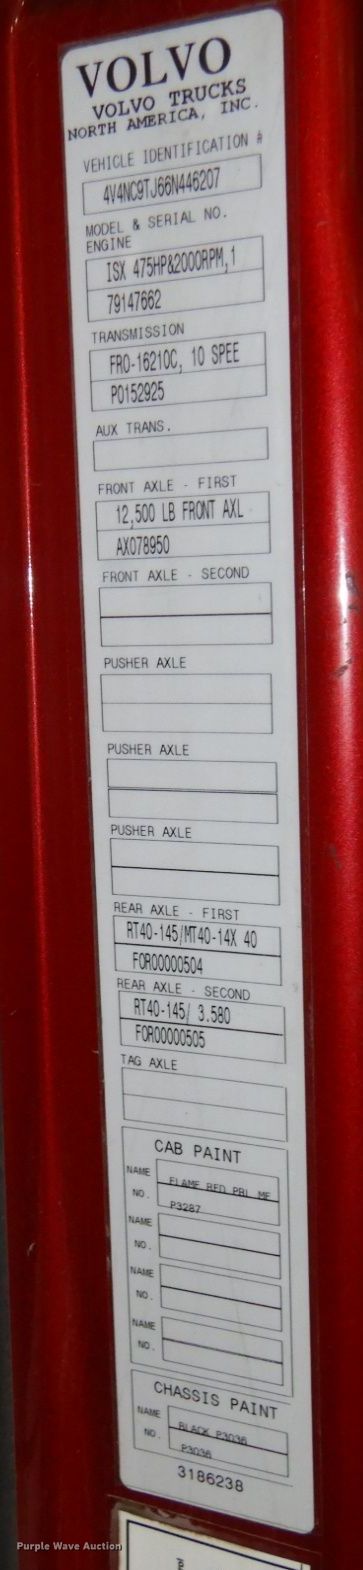 VOLVO
VOLVO TRUCKS
NORTH AMERICA, INC.
VEHICLE IDENTIFICATION #
4V4NC9TJ66N446207
MODEL & SERIAL NO.
ENGINE
ISX 475HP&2000RPM,1
79147662
TRANSMISSION
FRO-16210C, 10 SPEE
P0152925
AUX TRANS.
FRONT AXLE - FIRST
12,500 LB FRONT AXL
AX078950
FRONT AXLE - SECOND
PUSHER AXLE
PUSHER AXLE
PUSHER AXLE
REAR AXLE - FIRST
RT40-145/MT40-14X 40
FOR00000504
REAR AXLE - SECOND
RT40-145/ 3.580
FOR00000505
TAG AXLE
CAB PAINT
NAME FLAME RED PRL ME
NO. P3287
NAME
NO.
NAME
NO.
NAME
NO.
CHASSIS PAINT
NAME BLACK P3036
NO. P3036
3186238
Purple Wave Auction